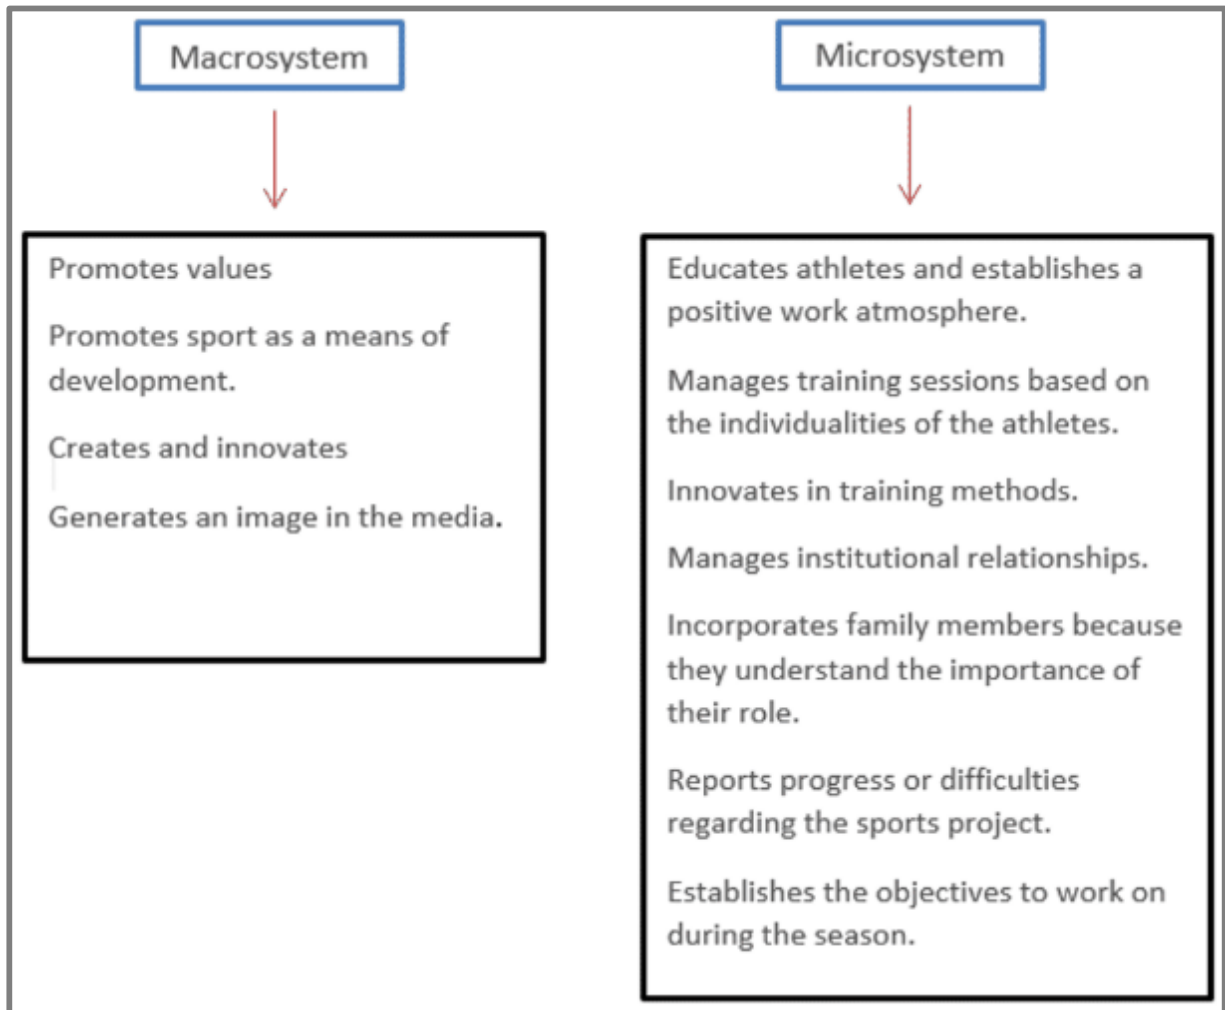 Macrosystem
Promotes values
Promotes sport as a means of
development.
Creates and innovates
Generates an image in the media.
Microsystem
Educates athletes and establishes a
positive work atmosphere.
Manages training sessions based on
the individualities of the athletes.
Innovates in training methods.
Manages institutional relationships.
Incorporates family members because
they understand the importance of
their role.
Reports progress or difficulties
regarding the sports project.
Establishes the objectives to work on
during the season.